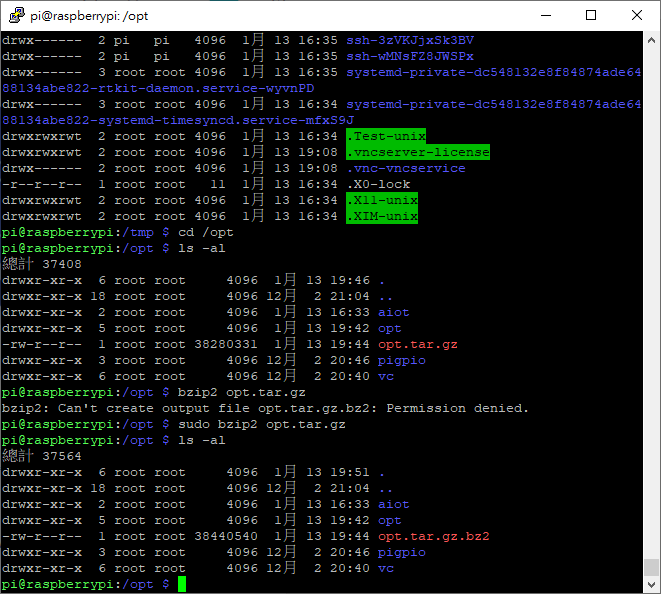 pi@raspberrypi: /opt
drwx------  2 pi   pi   4096  1月 13 16:35 ssh-3zVKJjxSk3BV
drwx------  2 pi   pi   4096  1月 13 16:35 ssh-wMNsFZ8JWSPx
drwx------  3 root root 4096  1月 13 16:35 systemd-private-dc548132e8f84874ade64
88134abe822-rtkit-daemon.service-wyvnPD
drwx------  3 root root 4096  1月 13 16:34 systemd-private-dc548132e8f84874ade64
88134abe822-systemd-timesyncd.service-mfxS9J
drwxrwxrwt  2 root root 4096  1月 13 16:34 .Test-unix
drwxrwxrwt  2 root root 4096  1月 13 19:08 .vncserver-license
drwx------  2 root root 4096  1月 13 19:08 .vnc-vncservice
-r--r--r--  1 root root   11  1月 13 16:34 .X0-lock
drwxrwxrwt  2 root root 4096  1月 13 16:34 .X11-unix
drwxrwxrwt  2 root root 4096  1月 13 16:34 .XIM-unix
pi@raspberrypi:/tmp $ cd /opt
pi@raspberrypi:/opt $ ls -al
總計 37408
drwxr-xr-x  6 root root     4096  1月 13 19:46 .
drwxr-xr-x 18 root root     4096 12月  2 21:04 ..
drwxr-xr-x  2 root root     4096  1月 13 16:33 aiot
drwxr-xr-x  5 root root     4096  1月 13 19:42 opt
-rw-r--r--  1 root root 38280331  1月 13 19:44 opt.tar.gz
drwxr-xr-x  3 root root     4096 12月  2 20:46 pigpio
drwxr-xr-x  6 root root     4096 12月  2 20:40 vc
pi@raspberrypi:/opt $ bzip2 opt.tar.gz
bzip2: Can't create output file opt.tar.gz.bz2: Permission denied.
pi@raspberrypi:/opt $ sudo bzip2 opt.tar.gz
pi@raspberrypi:/opt $ ls -al
總計 37564
drwxr-xr-x  6 root root     4096  1月 13 19:51 .
drwxr-xr-x 18 root root     4096 12月  2 21:04 ..
drwxr-xr-x  2 root root     4096  1月 13 16:33 aiot
drwxr-xr-x  5 root root     4096  1月 13 19:42 opt
-rw-r--r--  1 root root 38440540  1月 13 19:44 opt.tar.gz.bz2
drwxr-xr-x  3 root root     4096 12月  2 20:46 pigpio
drwxr-xr-x  6 root root     4096 12月  2 20:40 vc
pi@raspberrypi:/opt $